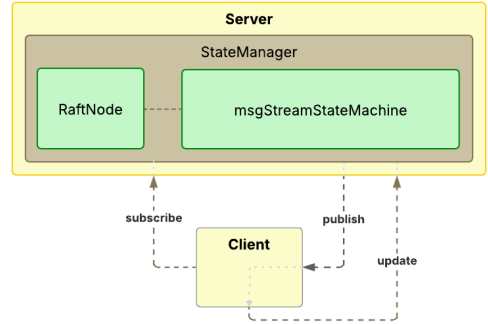 Server
StateManager
RaftNode
msgStreamStateMachine
subscribe
publish
Client
update